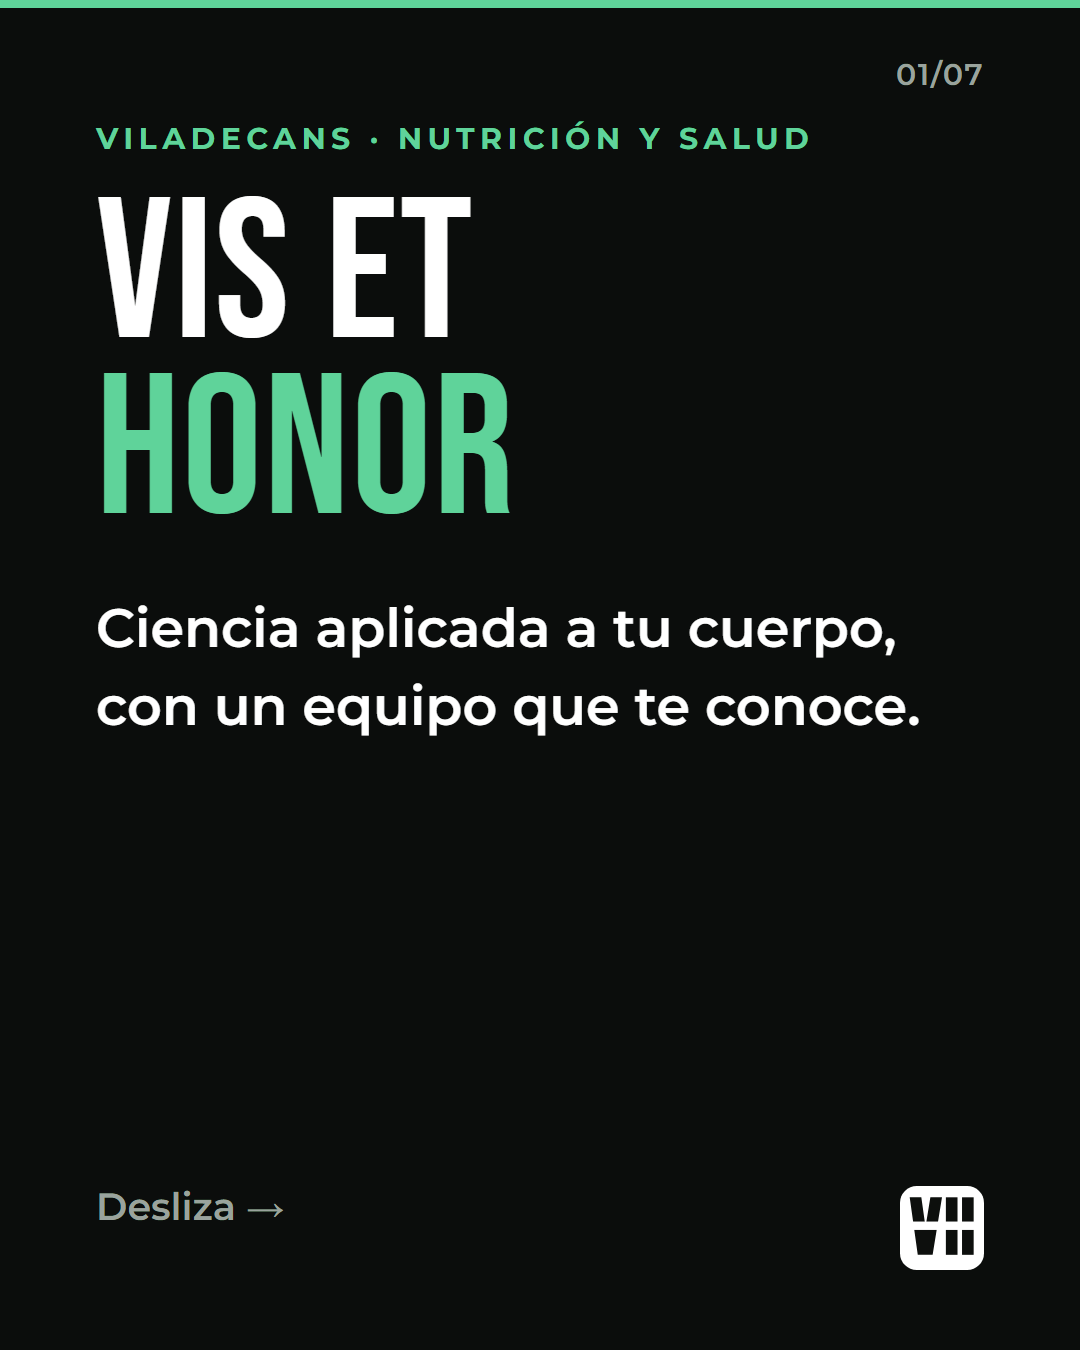 01/07
VILADECANS · NUTRICIÓN Y SALUD
VIS ET
HONOR
Ciencia aplicada a tu cuerpo,
con un equipo que te conoce.
Desliza →